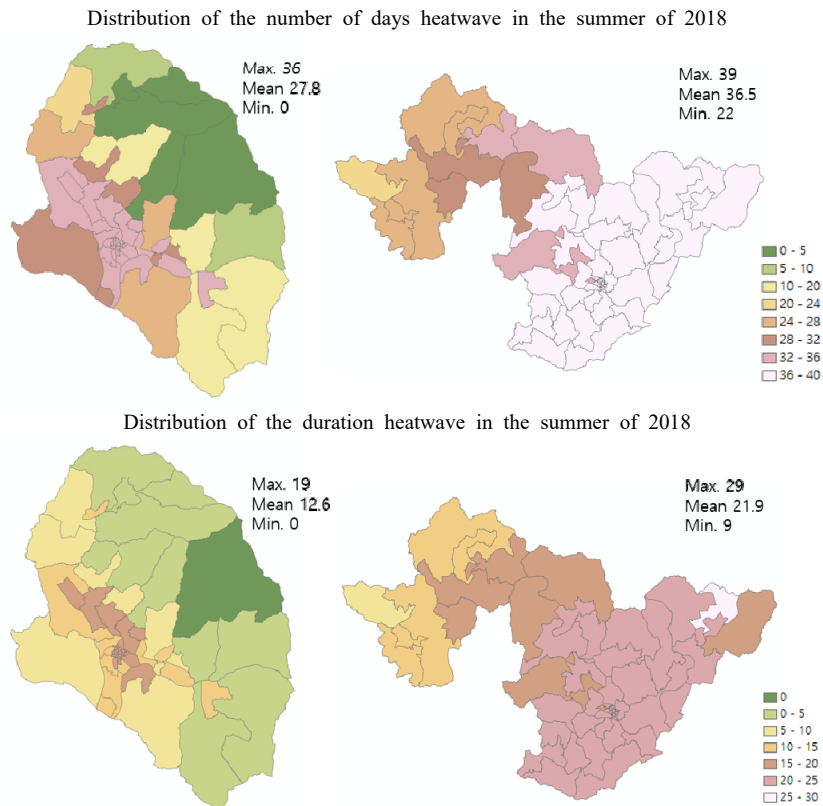 Distribution of the number of days heatwave in the summer of 2018
Max. 36
Mean 27.8
Min. 0
Max. 39
Mean 36.5
Min. 22
0 - 5
5 - 10
10 - 20
20 - 24
24 - 28
28 - 32
32 - 36
36 - 40
Distribution of the duration heatwave in the summer of 2018
Max. 19
Mean 12.6
Min. 0
Max. 29
Mean 21.9
Min. 9
0
0 - 5
5 - 10
10 - 15
15 - 20
20 - 25
25 - 30